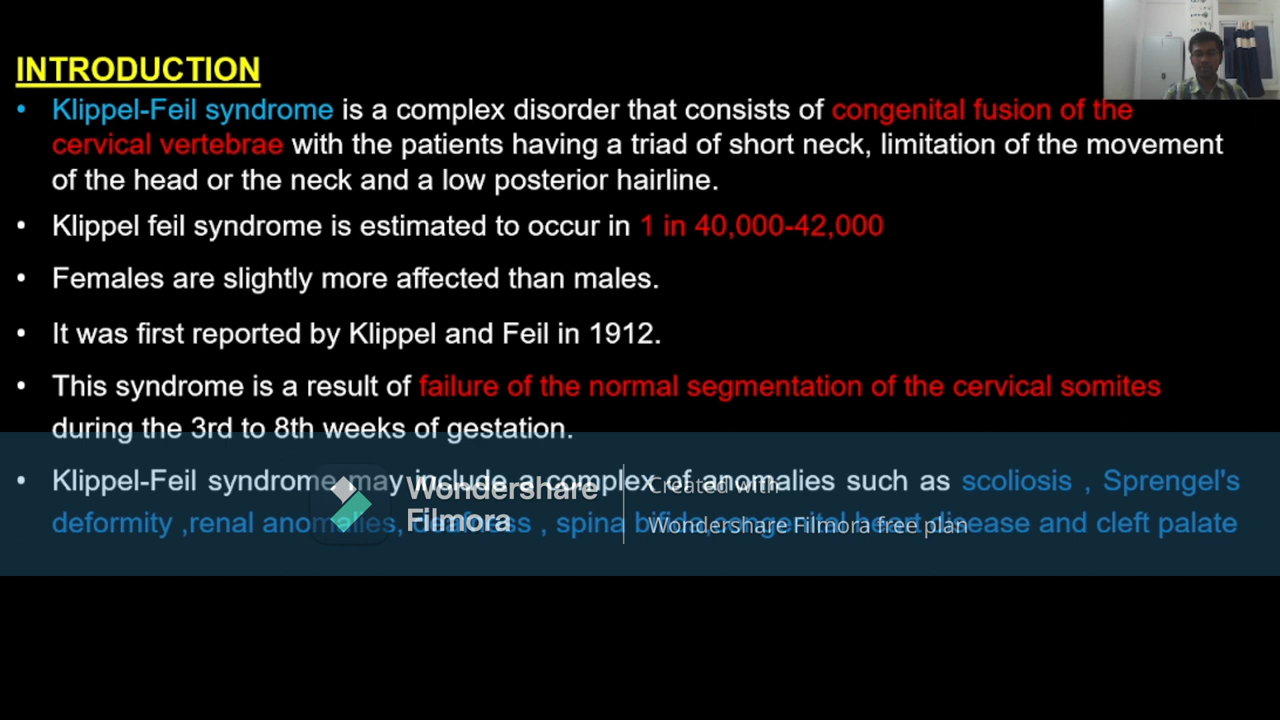 INTRODUCTION
• Klippel-Feil syndrome is a complex disorder that consists of congenital fusion of the
cervical vertebrae with the patients having a triad of short neck, limitation of the movement
of the head or the neck and a low posterior hairline.
• Klippel feil syndrome is estimated to occur in 1 in 40,000-42,000
• Females are slightly more affected than males.
• It was first reported by Klippel and Feil in 1912.
• This syndrome is a result of failure of the normal segmentation of the cervical somites
during the 3rd to 8th weeks of gestation.
• Klippel-Feil syndrome may include a complex of anomalies such as scoliosis , Sprengel's
deformity ,renal anomalies, deafness , spina bifida,congenital heart disease and cleft palate
Wondershare
Filmora
Created with
Wondershare Filmora free plan